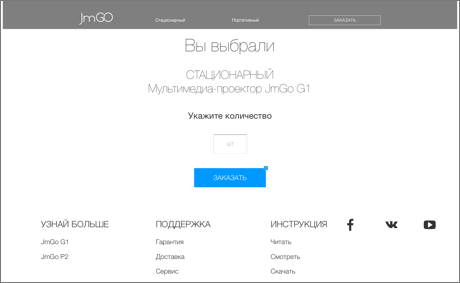 JmGO
Стационарный
Портативный
ЗАКАЗАТЬ
Вы выбрали
СТАЦИОНАРНЫЙ
Мультимедиа-проектор JmGo G1
Укажите количество
шт
ЗАКАЗАТЬ
УЗНАЙ БОЛЬШЕ
ПОДДЕРЖКА
ИНСТРУКЦИЯ
JmGo G1
Гарантия
Читать
JmGo P2
Доставка
Смотреть
Сервис
Скачать